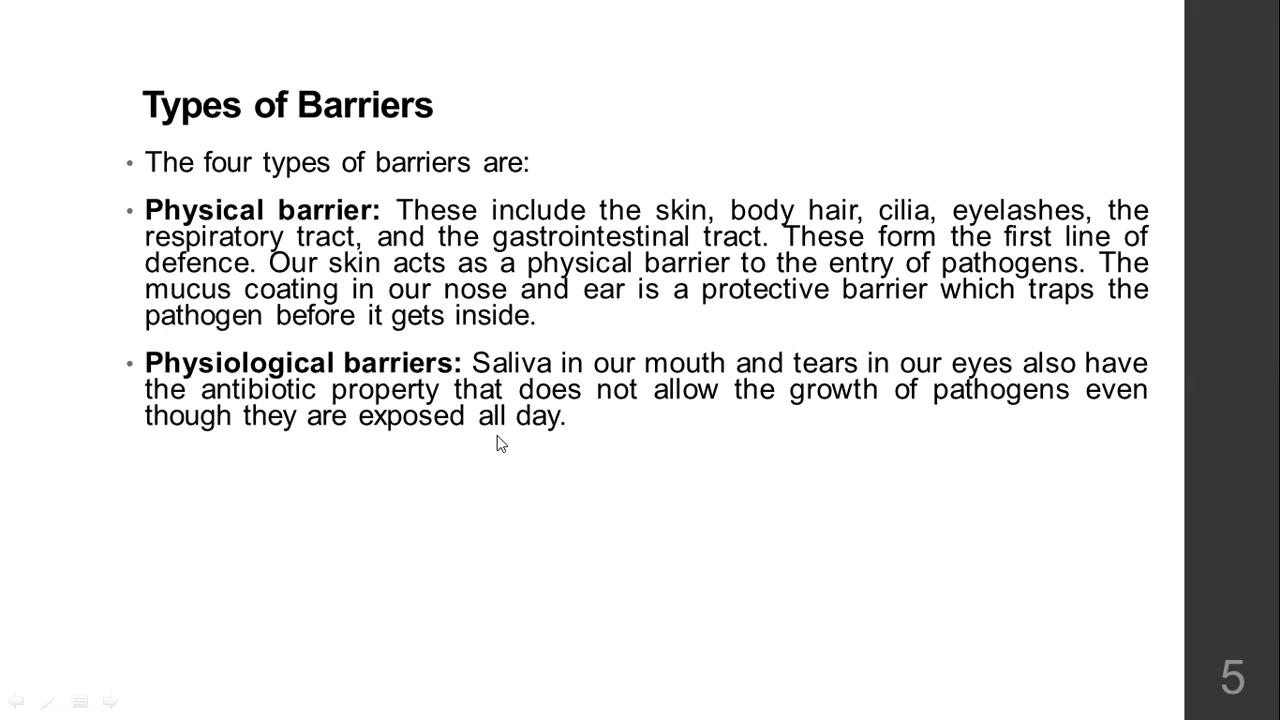 Types of Barriers
• The four types of barriers are:
• Physical barrier: These include the skin, body hair, cilia, eyelashes, the
respiratory tract, and the gastrointestinal tract. These form the first line of
defence. Our skin acts as a physical barrier to the entry of pathogens. The
mucus coating in our nose and ear is a protective barrier which traps the
pathogen before it gets inside.
• Physiological barriers: Saliva in our mouth and tears in our eyes also have
the antibiotic property that does not allow the growth of pathogens even
though they are exposed all day.
5